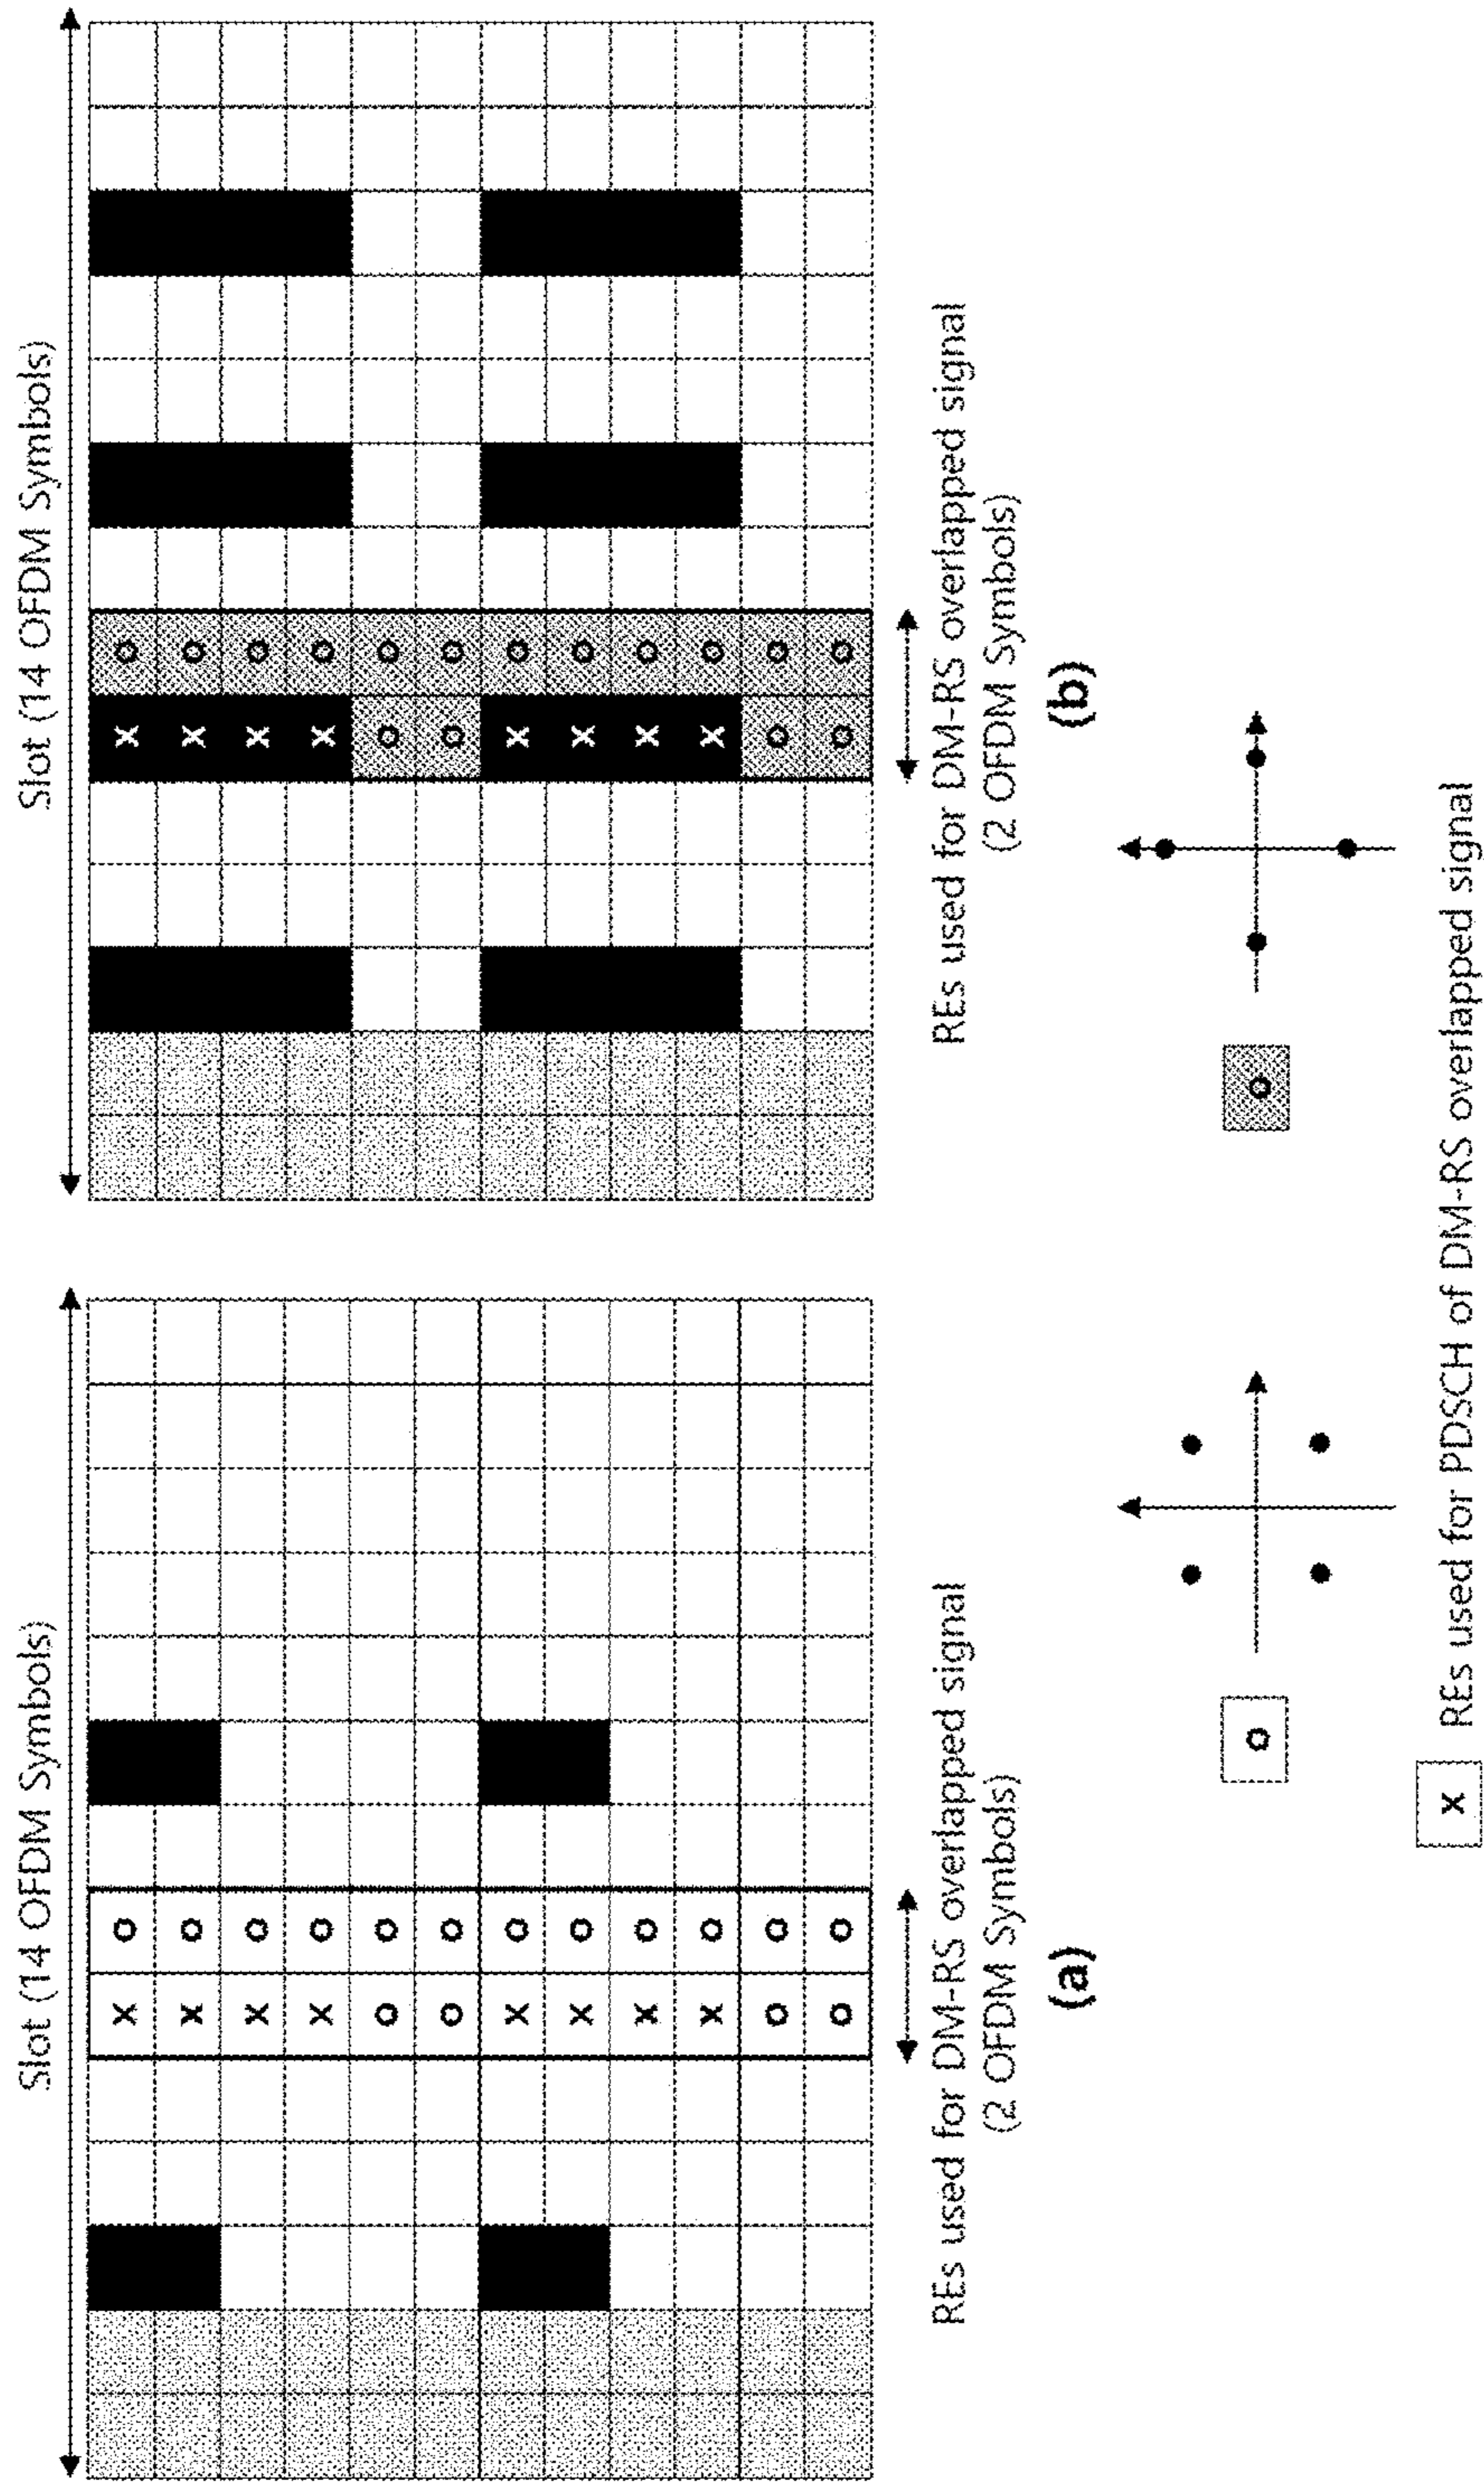 Slot (14 OFDM Symbols)
x o
x o
x o
x o
o o
o o
x o
x o
x o
x o
o o
o o
REs used for DM-RS overlapped signal
(2 OFDM Symbols)
(a)
Slot (14 OFDM Symbols)
x o
x o
x o
x o
o o
o o
x o
x o
x o
x o
o o
o o
REs used for DM-RS overlapped signal
(2 OFDM Symbols)
(b)
o
o
x REs used for PDSCH of DM-RS overlapped signal